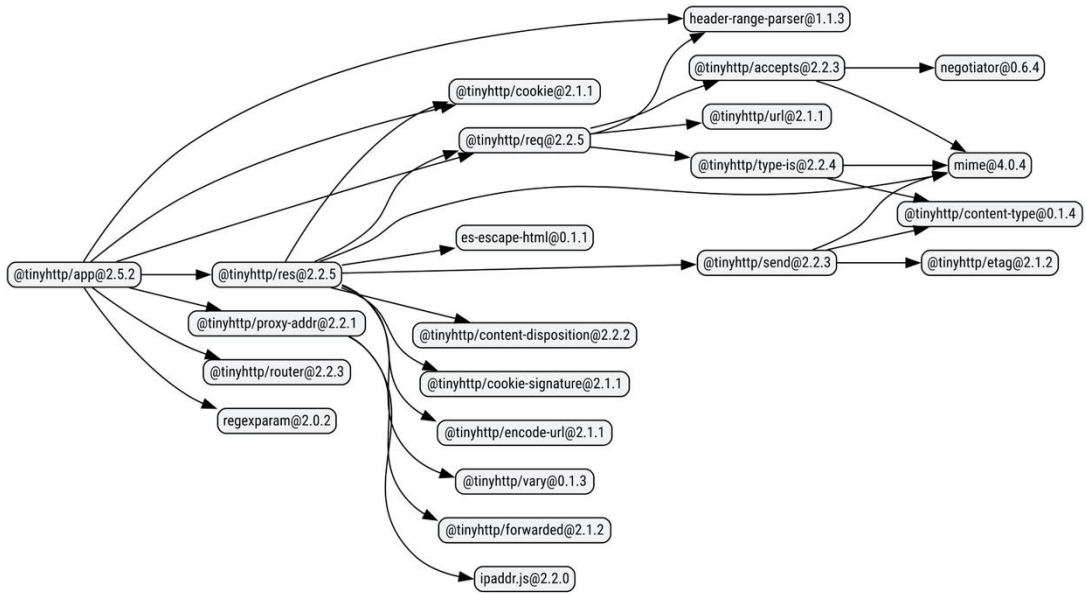 header-range-parser@1.1.3
@tinyhttp/accepts@2.2.3
negotiator@0.6.4
@tinyhttp/cookie@2.1.1
@tinyhttp/url@2.1.1
@tinyhttp/req@2.2.5
@tinyhttp/type-is@2.2.4
mime@4.0.4
@tinyhttp/content-type@0.1.4
es-escape-html@0.1.1
@tinyhttp/app@2.5.2
@tinyhttp/res@2.2.5
@tinyhttp/send@2.2.3
@tinyhttp/etag@2.1.2
@tinyhttp/proxy-addr@2.2.1
@tinyhttp/content-disposition@2.2.2
@tinyhttp/router@2.2.3
@tinyhttp/cookie-signature@2.1.1
regexparam@2.0.2
@tinyhttp/encode-url@2.1.1
@tinyhttp/vary@0.1.3
@tinyhttp/forwarded@2.1.2
ipaddr.js@2.2.0